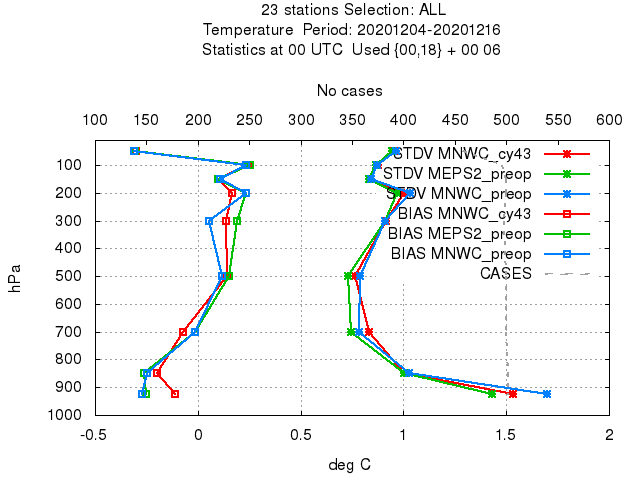 23 stations Selection: ALL
Temperature Period: 20201204-20201216
Statistics at 00 UTC Used {00,18} + 00 06
No cases
100 150 200 250 300 350 400 450 500 550 600
STDV MNWC_cy43
STDV MEPS2_preop
STDV MNWC_preop
BIAS MNWC_cy43
BIAS MEPS2_preop
BIAS MNWC_preop
CASES
100
200
300
400
500
600
700
800
900
1000
hPa
-0.5 0 0.5 1 1.5 2
deg C